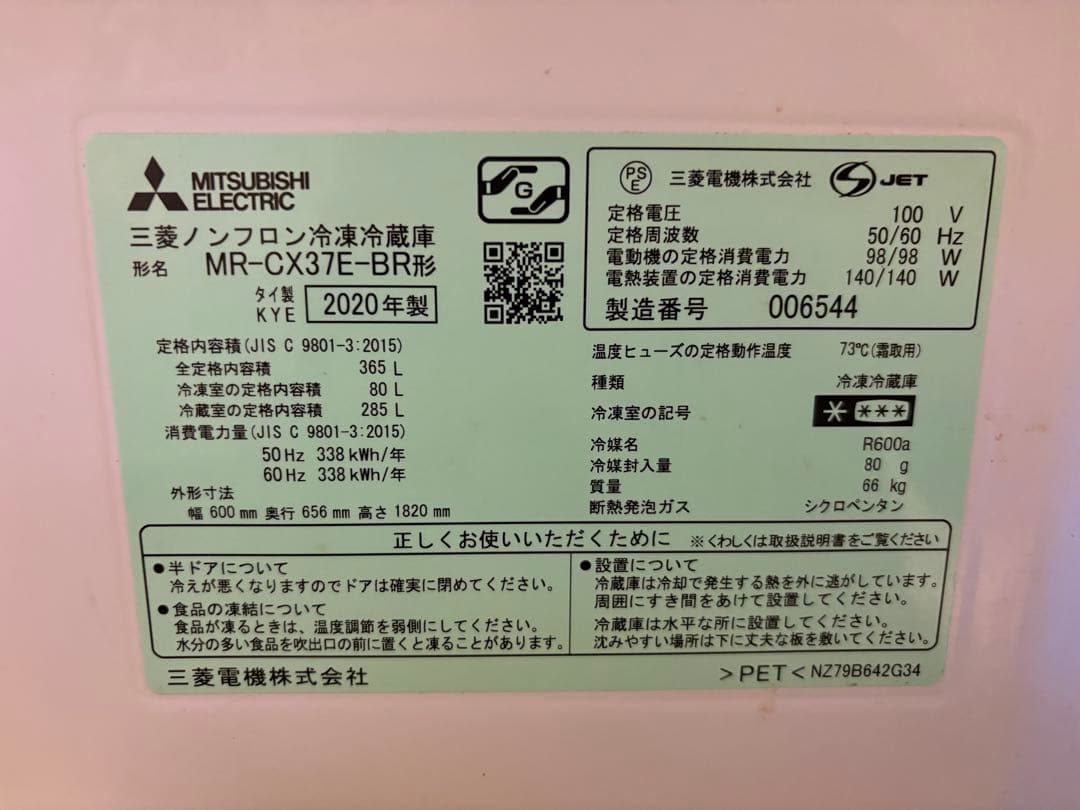 MITSUBISHI
ELECTRIC
三菱ノンフロン冷凍冷蔵庫
形名 MR-CX37E-BR形
タイ製
KYE 2020年製
G
定格内容積(JIS C 9801-3:2015)
全定格内容積 365 L
冷凍室の定格内容積 80 L
冷蔵室の定格内容積 285 L
消費電力量(JIS C 9801-3:2015)
50Hz 338kWh/年
60Hz 338kWh/年
外形寸法
幅 600mm 奥行 656mm 高さ 1820mm
PSE 三菱電機株式会社 JET
定格電圧 100 V
定格周波数 50/60 Hz
電動機の定格消費電力 98/98 W
電熱装置の定格消費電力 140/140 W
製造番号 006544
温度ヒューズの定格動作温度 73℃(霜取用)
種類 冷凍冷蔵庫
冷凍室の記号 * ***
冷媒名 R600a
冷媒封入量 80 g
質量 66 kg
断熱発泡ガス シクロペンタン
正しくお使いいただくために ※くわしくは取扱説明書をご覧ください
●半ドアについて
冷えが悪くなりますのでドアは確実に閉めてください。
●食品の凍結について
食品が凍るときは、温度調節を弱側にしてください。
水分の多い食品を吹出口の前に置くと凍ることがあります。
●設置について
冷蔵庫は冷却で発生する熱を外に逃がしています。
周囲にすき間をあけて設置してください。
冷蔵庫は水平な所に設置してください。
沈みやすい場所は下に丈夫な板を敷いてください。
三菱電機株式会社 >PET< NZ79B642G34